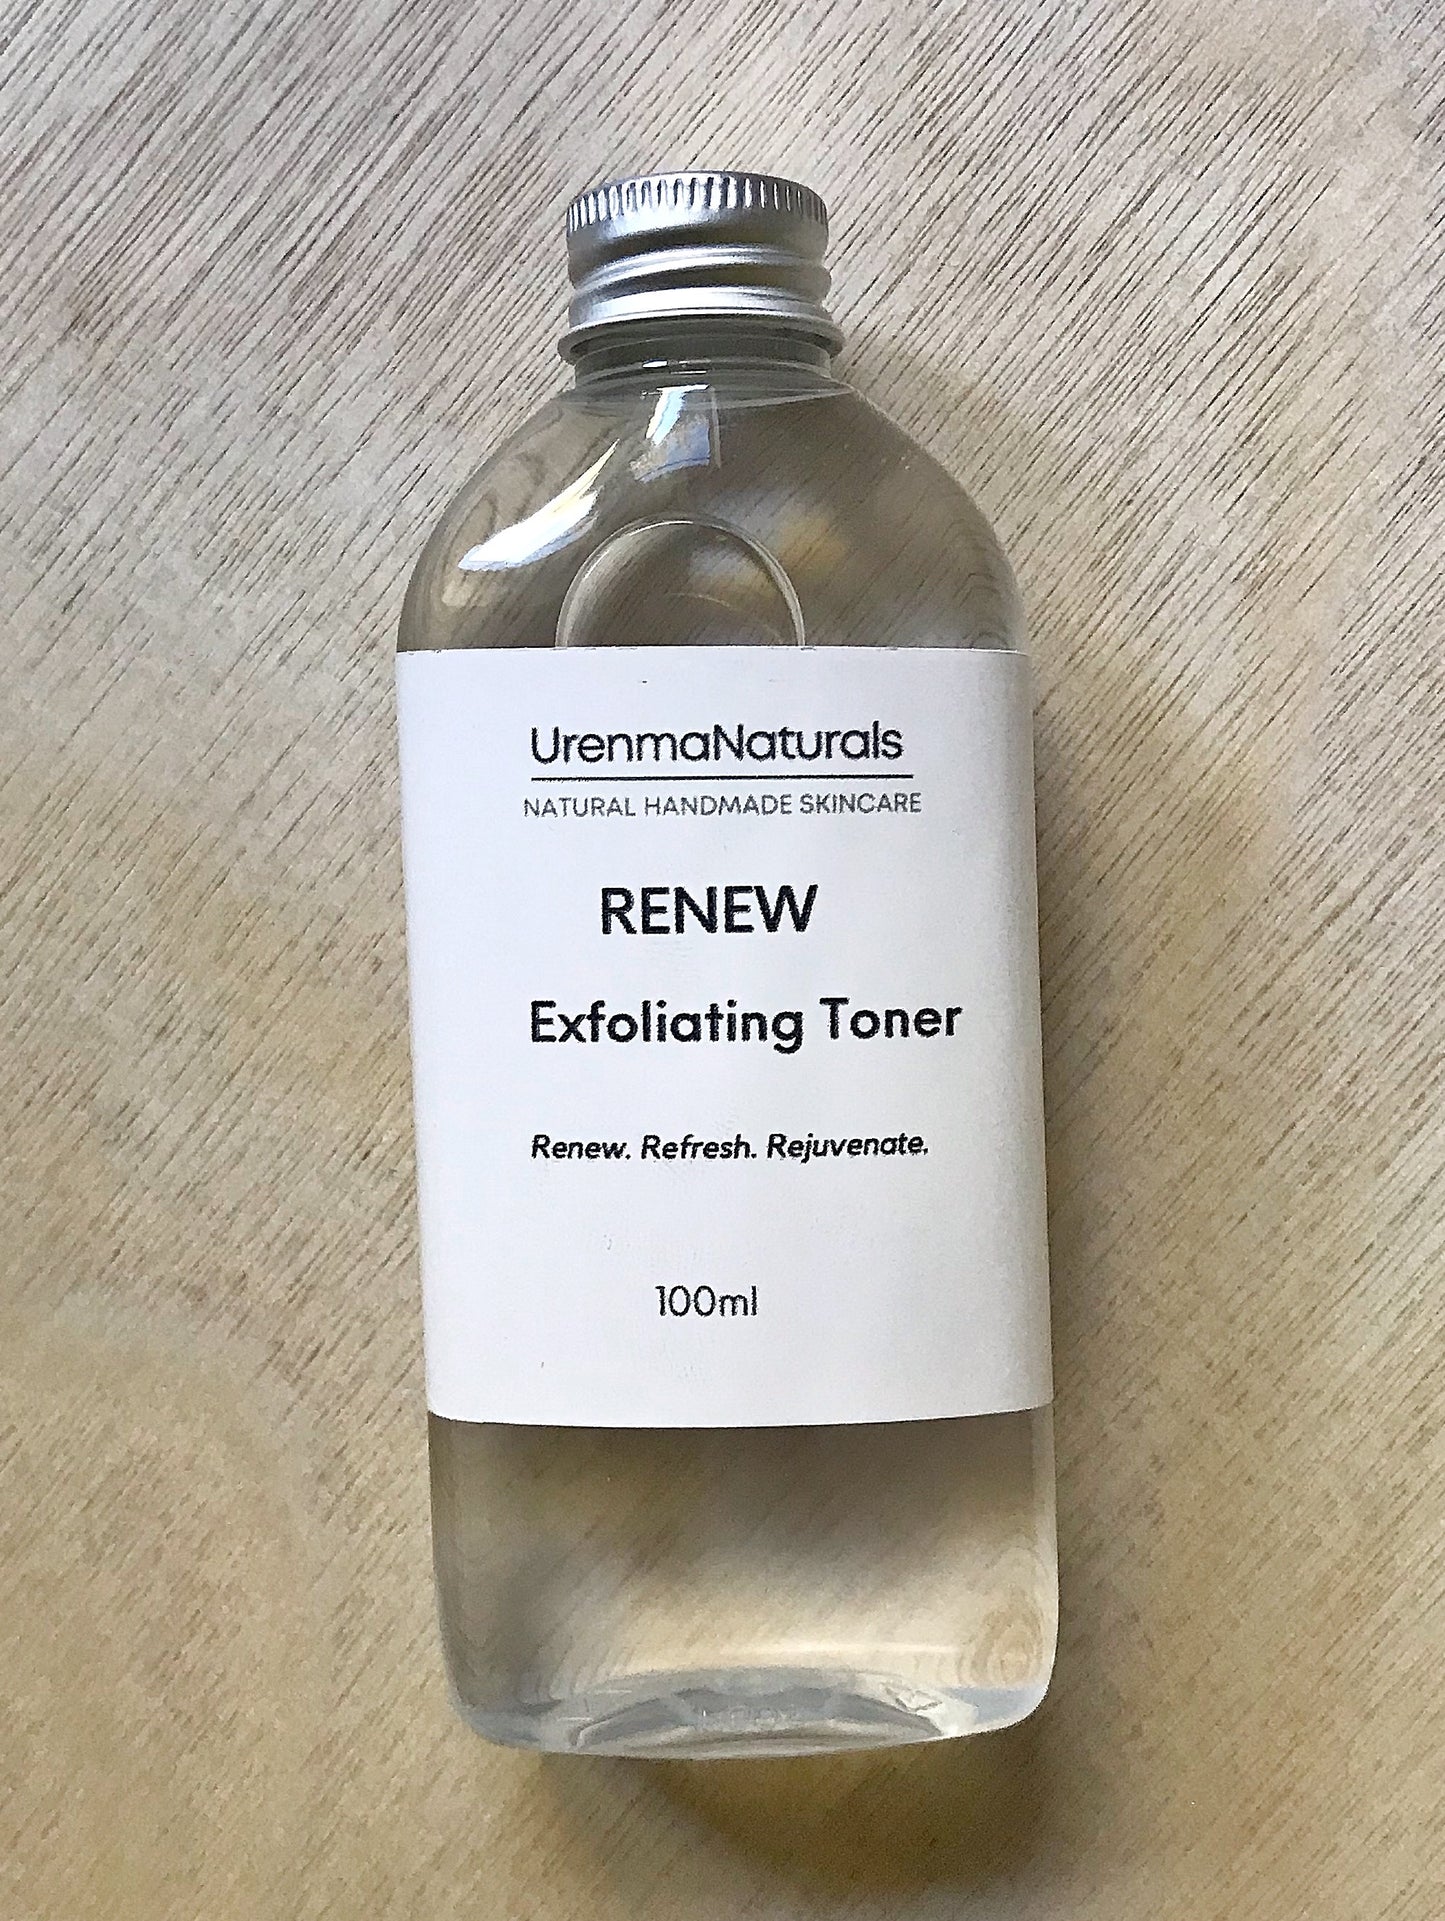 UrenmaNaturals
NATURAL HANDMADE SKINCARE
RENEW
Exfoliating Toner
Renew. Refresh. Rejuvenate.
100ml